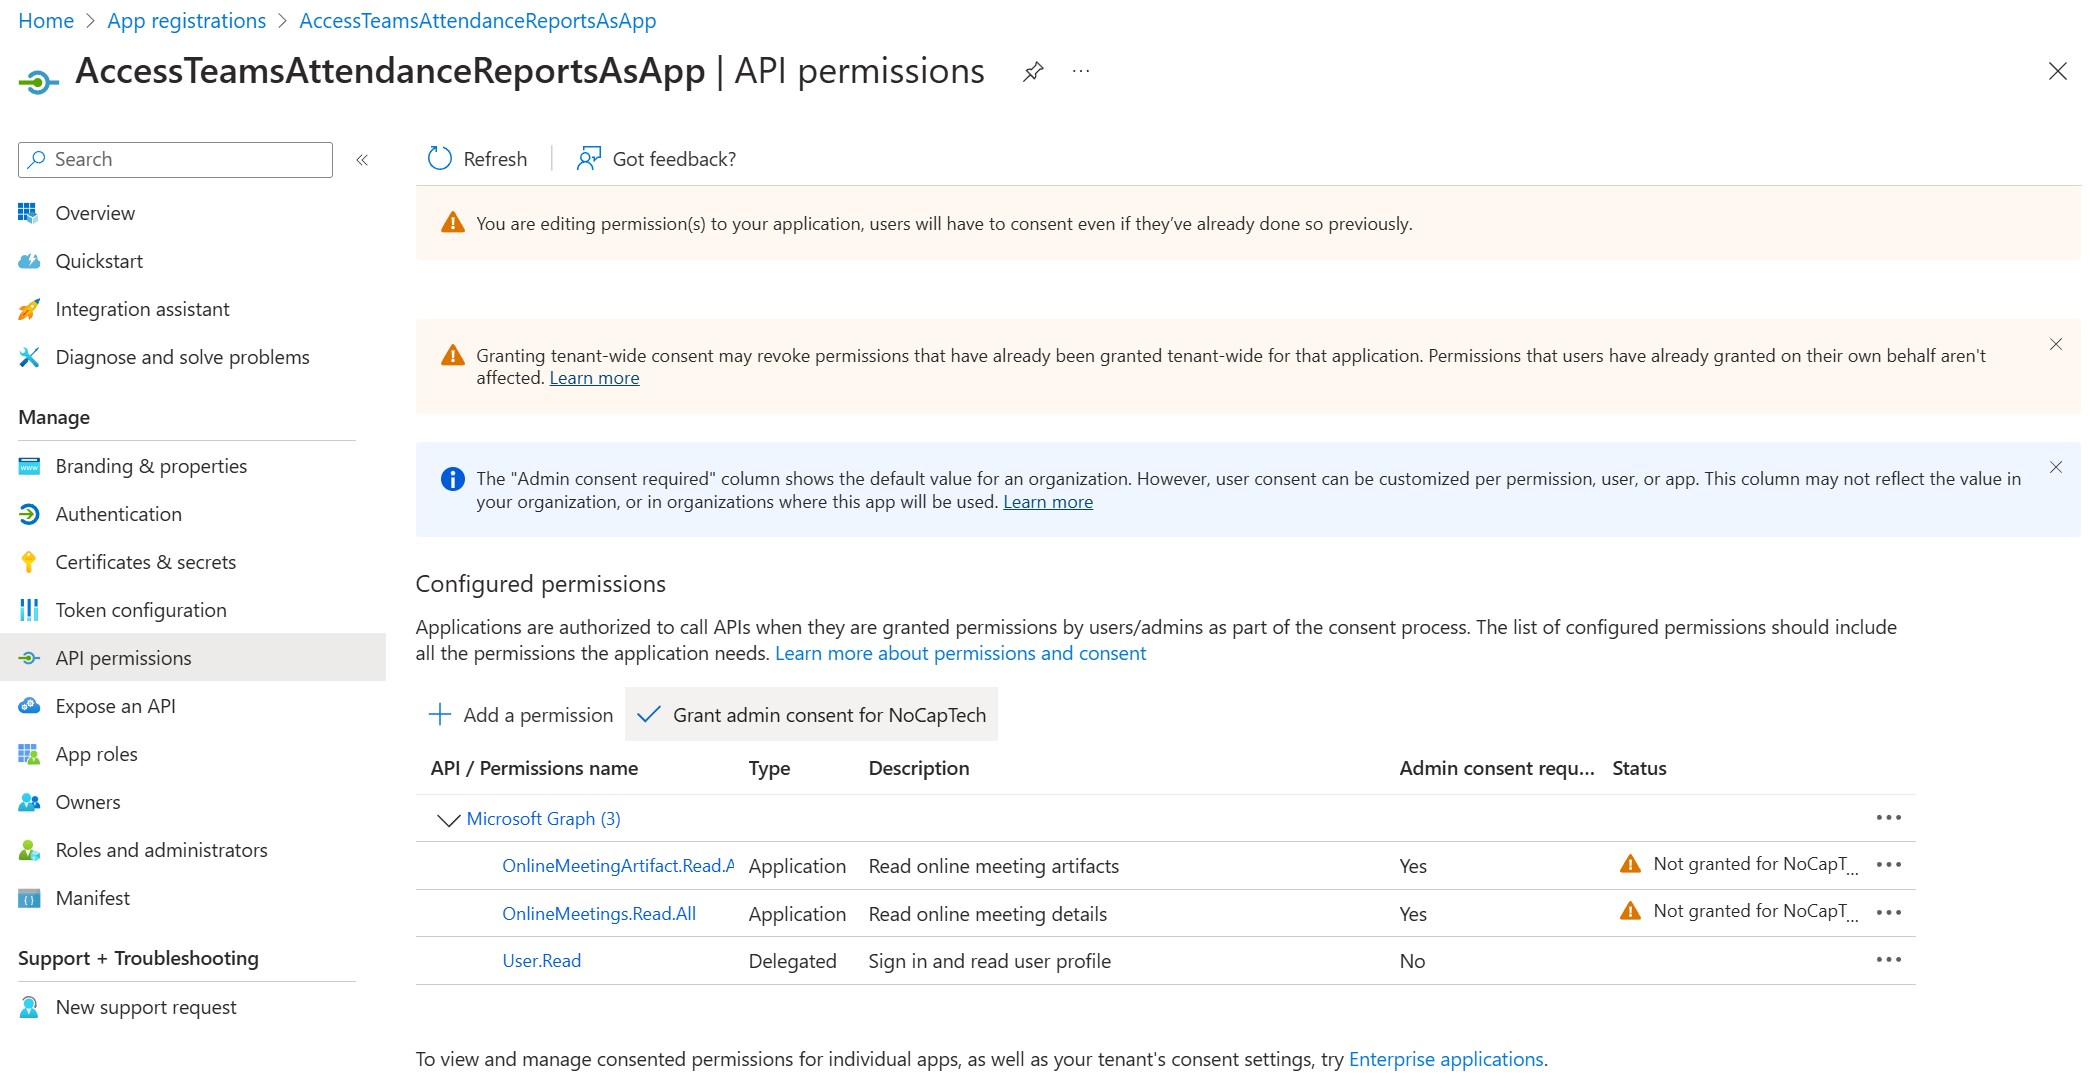 Home > App registrations > AccessTeamsAttendanceReportsAsApp
AccessTeamsAttendanceReportsAsApp | API permissions
Search
Refresh
Got feedback?
Overview
Quickstart
Integration assistant
Diagnose and solve problems
Manage
Branding & properties
Authentication
Certificates & secrets
Token configuration
API permissions
Expose an API
App roles
Owners
Roles and administrators
Manifest
Support + Troubleshooting
New support request
You are editing permission(s) to your application, users will have to consent even if they’ve already done so previously.
Granting tenant-wide consent may revoke permissions that have already been granted tenant-wide for that application. Permissions that users have already granted on their own behalf aren't
affected. Learn more
The "Admin consent required" column shows the default value for an organization. However, user consent can be customized per permission, user, or app. This column may not reflect the value in
your organization, or in organizations where this app will be used. Learn more
Configured permissions
Applications are authorized to call APIs when they are granted permissions by users/admins as part of the consent process. The list of configured permissions should include
all the permissions the application needs. Learn more about permissions and consent
Add a permission
Grant admin consent for NoCapTech
API / Permissions name Type Description Admin consent requ... Status
Microsoft Graph (3)
OnlineMeetingArtifact.Read.A Application Read online meeting artifacts Yes Not granted for NoCapT...
OnlineMeetings.Read.All Application Read online meeting details Yes Not granted for NoCapT...
User.Read Delegated Sign in and read user profile No
To view and manage consented permissions for individual apps, as well as your tenant's consent settings, try Enterprise applications.